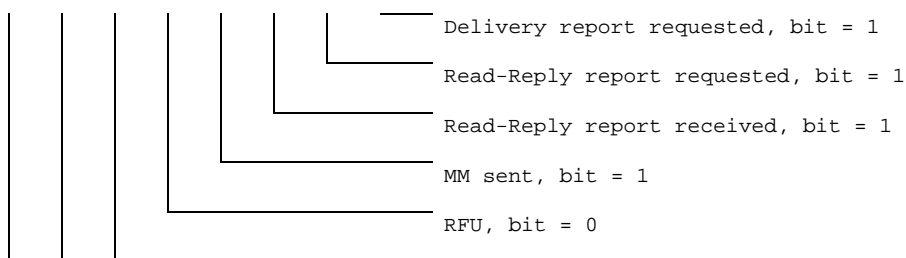 Delivery report requested, bit = 1
Read-Reply report requested, bit = 1
Read-Reply report received, bit = 1
MM sent, bit = 1
RFU, bit = 0